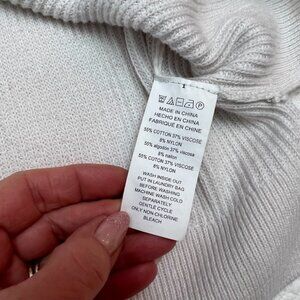 MADE IN CHINA
HECHO EN CHINA
FABRIQUÉ EN CHINA
55% COTTON 37% VISCOSE
8% NYLON
55% algodón 37% viscosa
8% nailon
55% COTTON 37% VISCOSE
8% NYLON
WASH INSIDE OUT
PUT IN LAUNDRY BAG
BEFORE WASHING
MACHINE WASH COLD
SEPARATELY
GENTLE CYCLE
ONLY NON CHLORINE
BLEACH